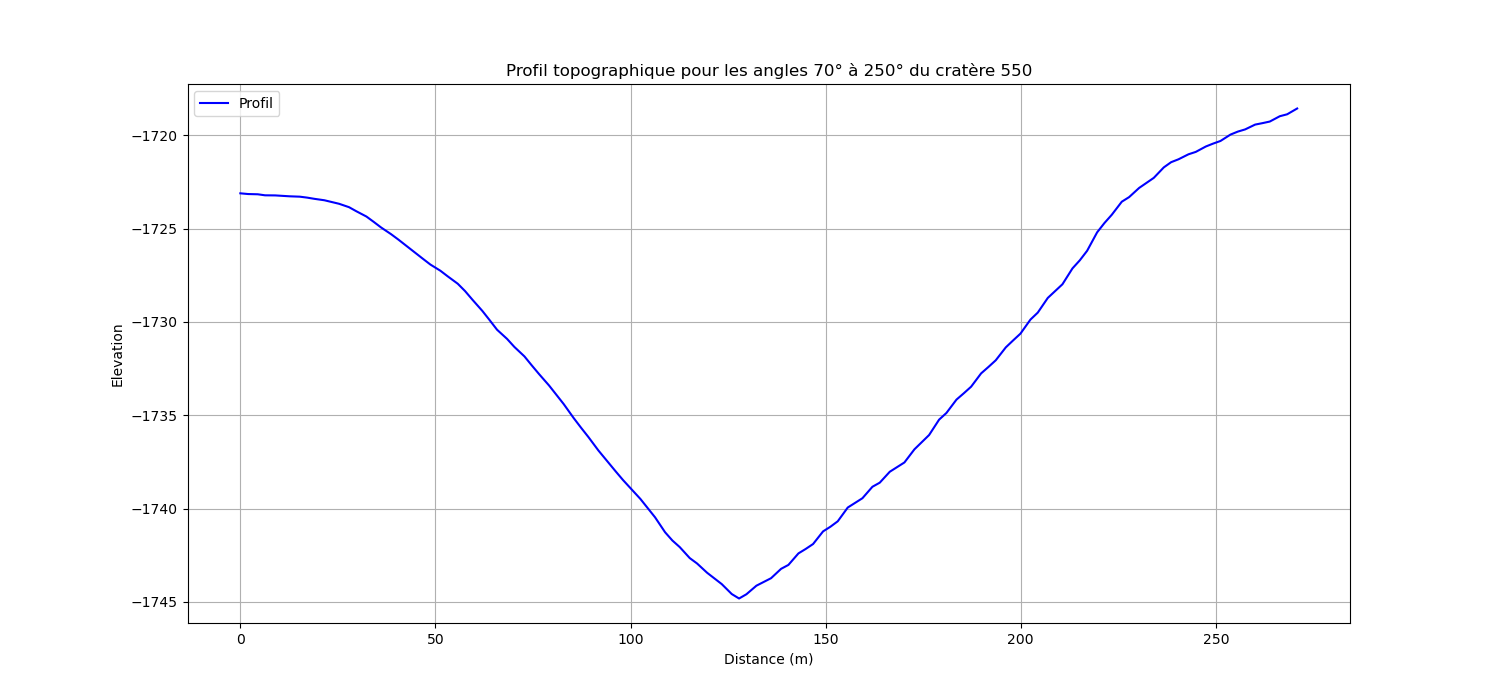 Profil topographique pour les angles 70° à 250° du cratère 550
Profil
−1720
−1725
−1730
−1735
−1740
−1745
Elevation
0 50 100 150 200 250
Distance (m)